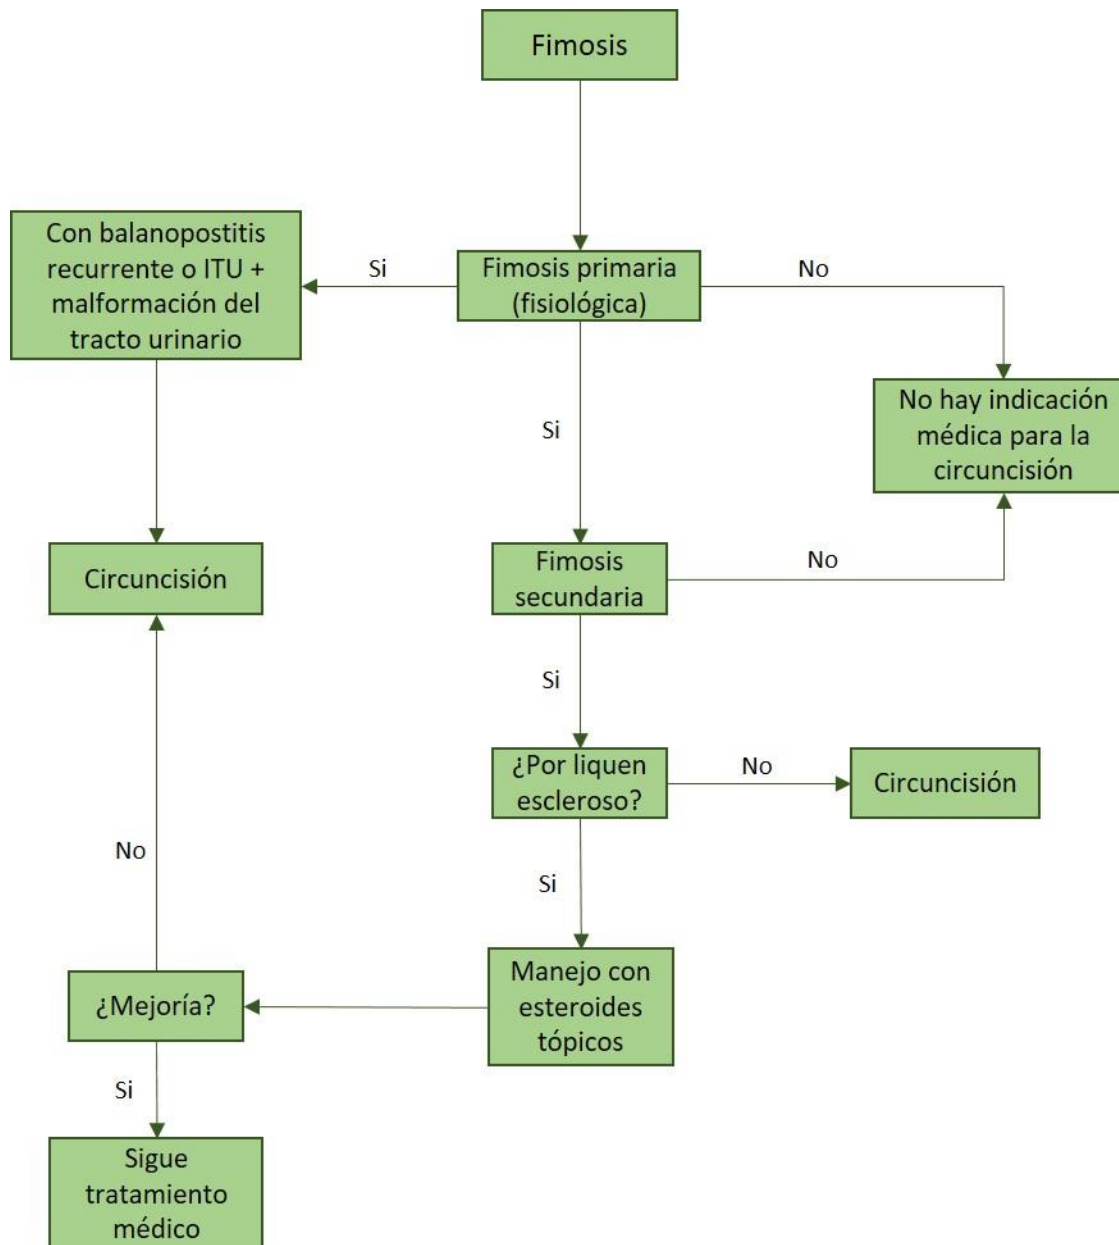 Fimosis
Con balanopostitis
recurrente o ITU +
malformación del
tracto urinario
Si
Fimosis primaria
(fisiológica)
No
No hay indicación
médica para la
circuncisión
Si
Circuncisión
Fimosis
secundaria
No
Si
¿Por liquen
escleroso?
No
Circuncisión
No
Si
Manejo con
esteroides
tópicos
¿Mejoría?
Si
Sigue
tratamiento
médico